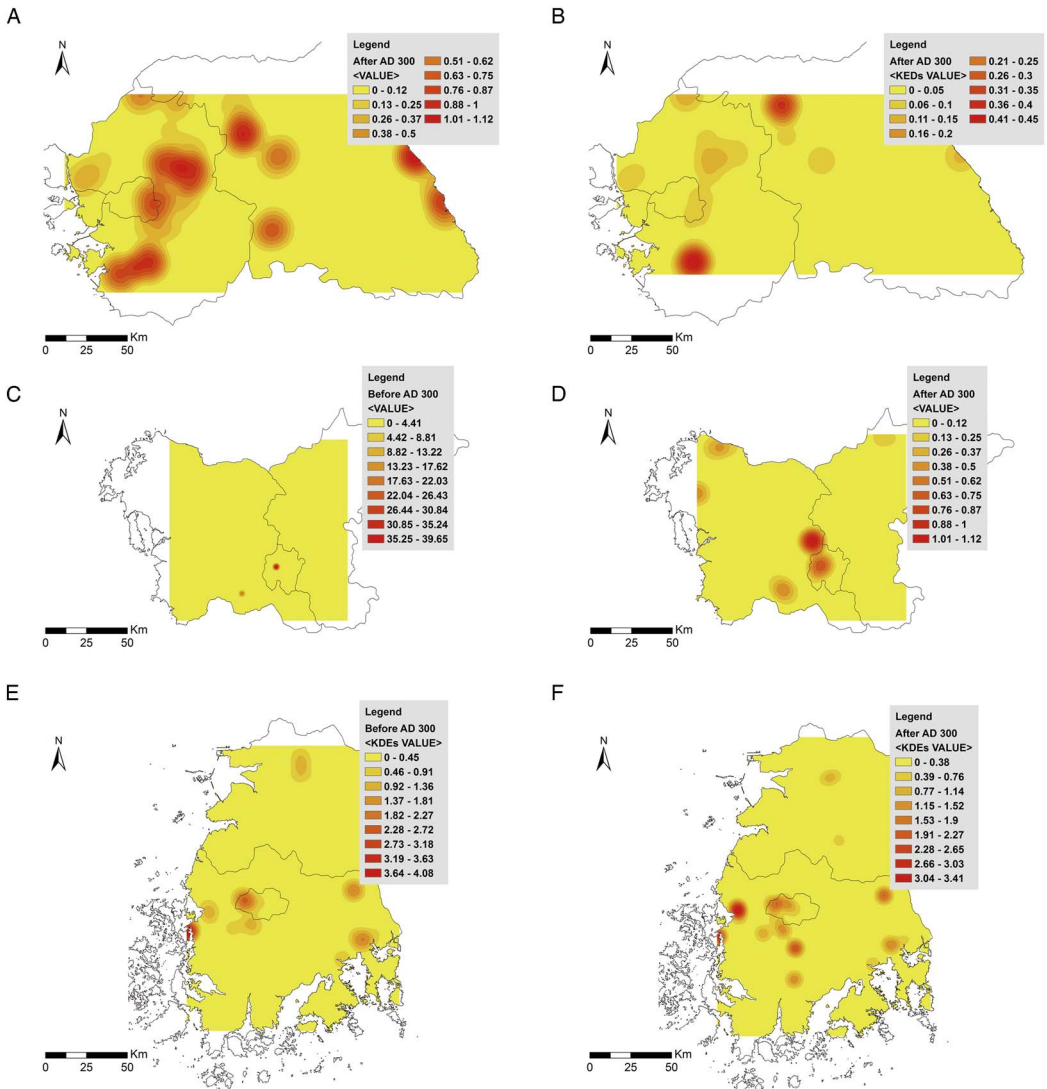 A
N
Legend
After AD 300
<VALUE>
0 - 0.12
0.13 - 0.25
0.26 - 0.37
0.38 - 0.5
0.51 - 0.62
0.63 - 0.75
0.76 - 0.87
0.88 - 1
1.01 - 1.12
Km
0 25 50
B
N
Legend
After AD 300
<KEDs VALUE>
0 - 0.05
0.06 - 0.1
0.11 - 0.15
0.16 - 0.2
0.21 - 0.25
0.26 - 0.3
0.31 - 0.35
0.36 - 0.4
0.41 - 0.45
Km
0 25 50
C
N
Legend
Before AD 300
<VALUE>
0 - 4.41
4.42 - 8.81
8.82 - 13.22
13.23 - 17.62
17.63 - 22.03
22.04 - 26.43
26.44 - 30.84
30.85 - 35.24
35.25 - 39.65
Km
0 25 50
D
N
Legend
After AD 300
<VALUE>
0 - 0.12
0.13 - 0.25
0.26 - 0.37
0.38 - 0.5
0.51 - 0.62
0.63 - 0.75
0.76 - 0.87
0.88 - 1
1.01 - 1.12
Km
0 25 50
E
N
Legend
Before AD 300
<KDEs VALUE>
0 - 0.45
0.46 - 0.91
0.92 - 1.36
1.37 - 1.81
1.82 - 2.27
2.28 - 2.72
2.73 - 3.18
3.19 - 3.63
3.64 - 4.08
Km
0 25 50
F
N
Legend
After AD 300
<KDEs VALUE>
0 - 0.38
0.39 - 0.76
0.77 - 1.14
1.15 - 1.52
1.53 - 1.9
1.91 - 2.27
2.28 - 2.65
2.66 - 3.03
3.04 - 3.41
Km
0 25 50